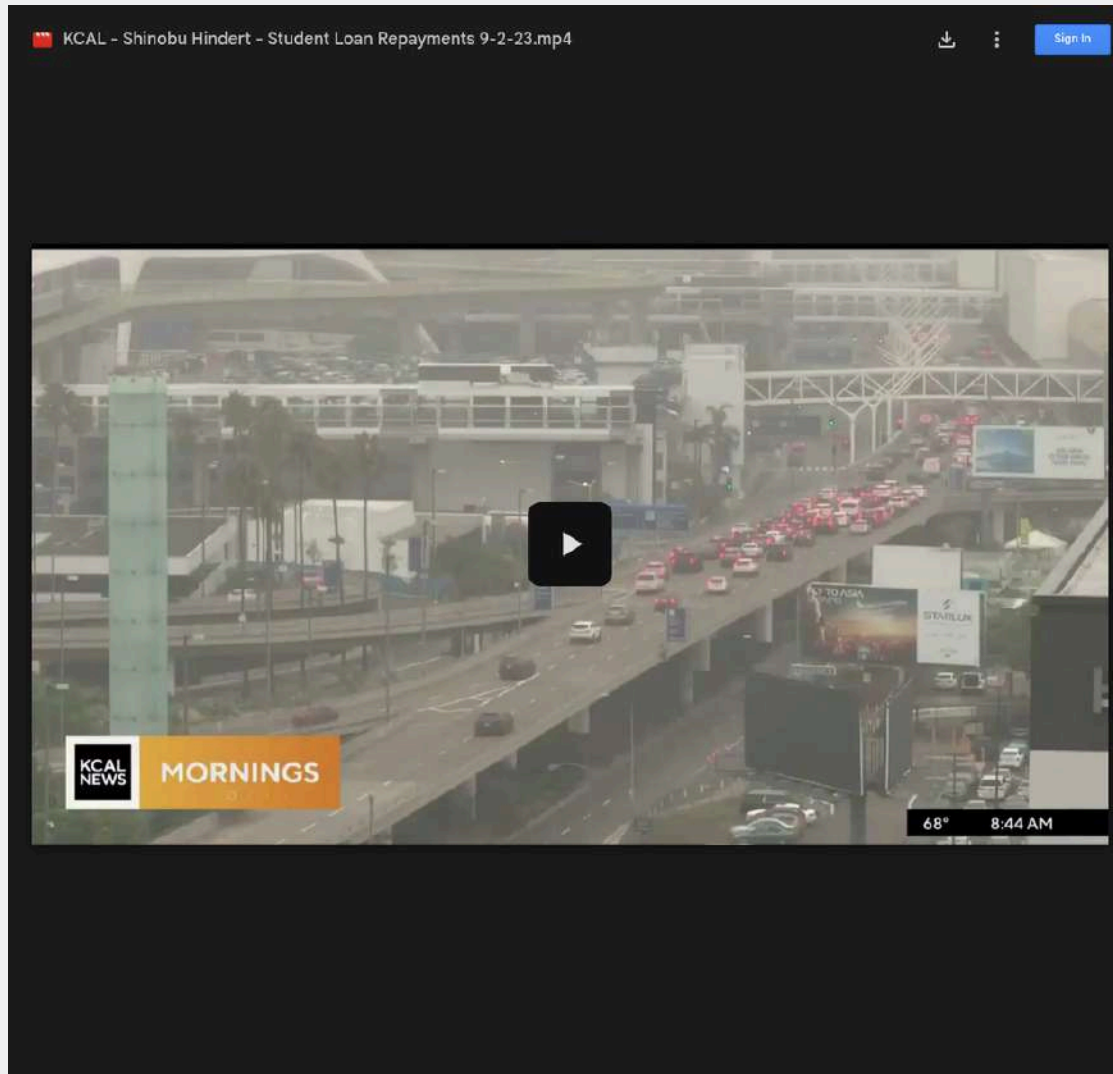 KCAL - Shinobu Hindert - Student Loan Repayments 9-2-23.mp4
Sign In
FLY TO ASIA
STARLUX
KCAL
NEWS
MORNINGS
68° 8:44 AM